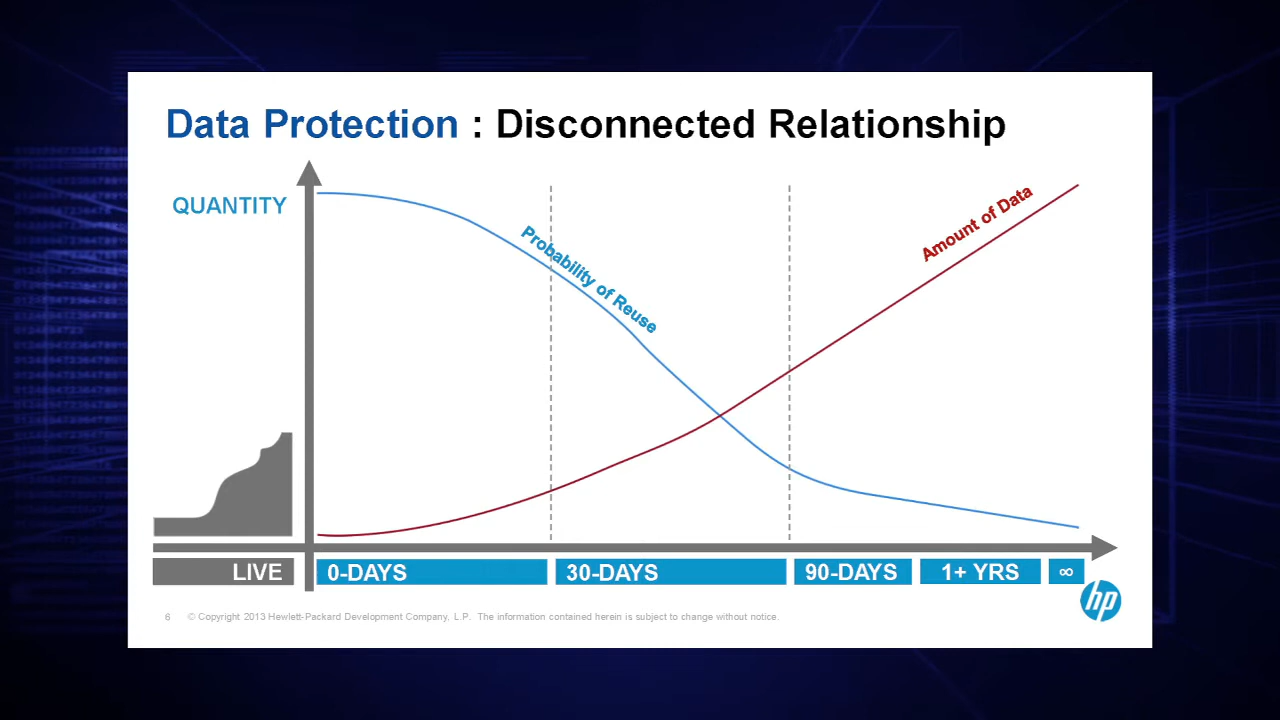 Data Protection : Disconnected Relationship
QUANTITY
Probability of Reuse
Amount of Data
LIVE
0-DAYS
30-DAYS
90-DAYS
1+ YRS
∞
hp
6 © Copyright 2013 Hewlett-Packard Development Company, L.P. The information contained herein is subject to change without notice.